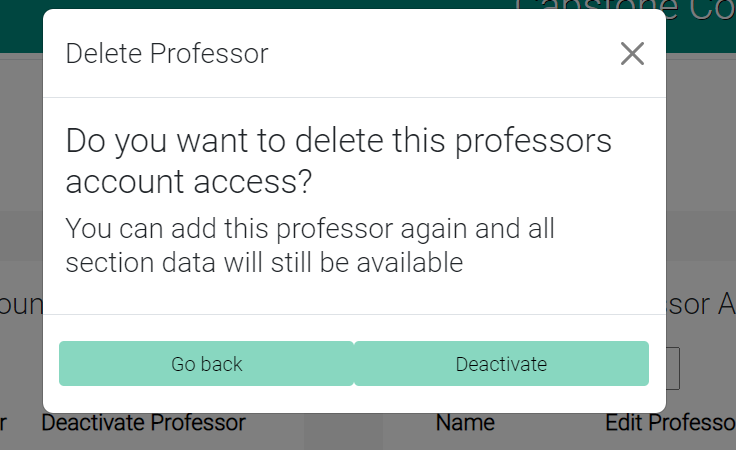 Capstone Co
Delete Professor
Do you want to delete this professors
account access?
You can add this professor again and all
section data will still be available
oun
sor A
Go back
Deactivate
r
Deactivate Professor
Name
Edit Professo